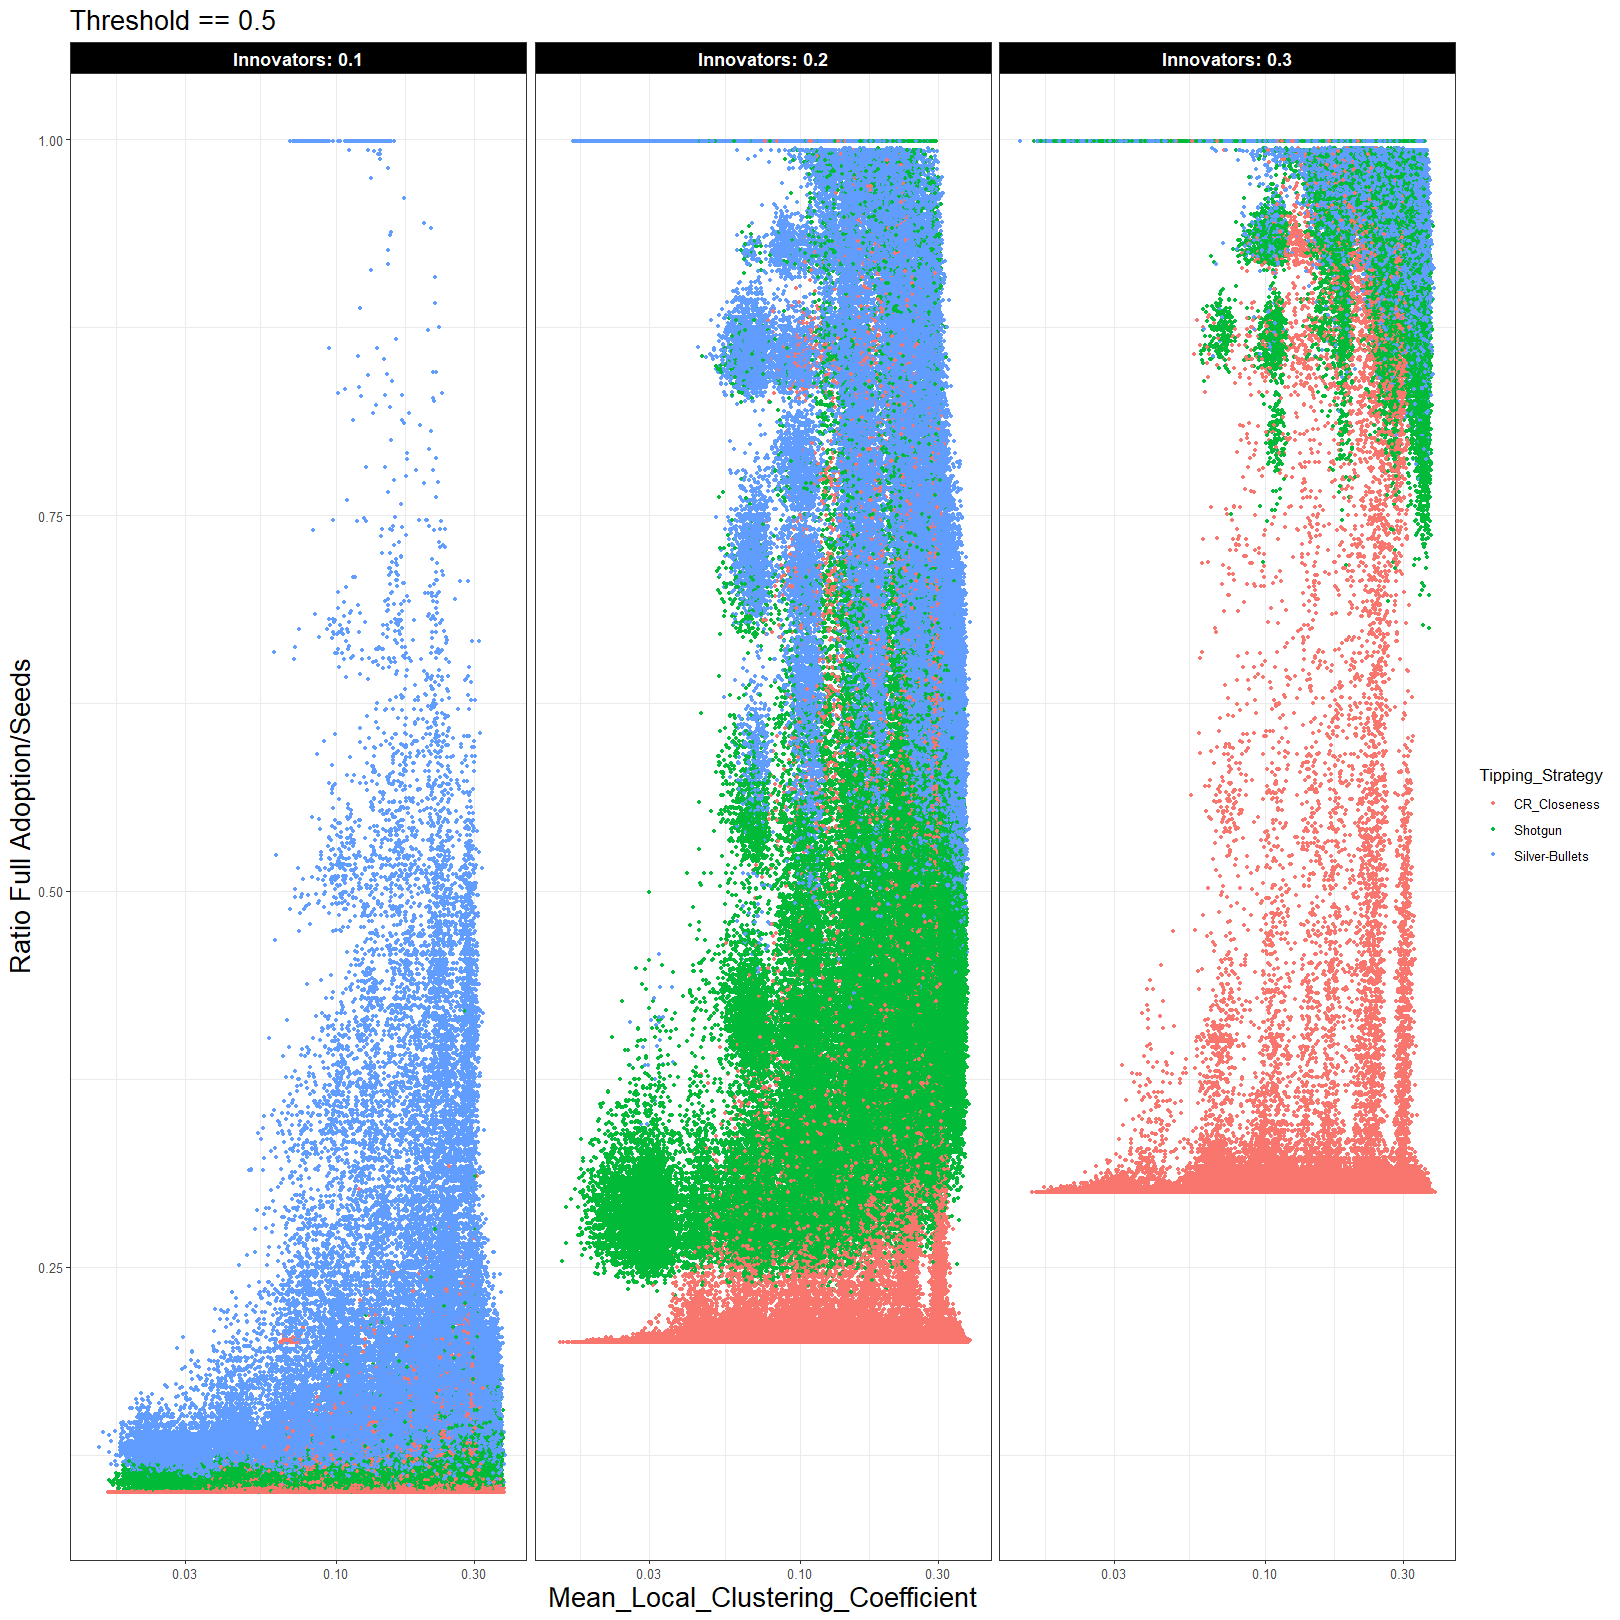 Threshold == 0.5
Innovators: 0.1
Innovators: 0.2
Innovators: 0.3
Ratio Full Adoption/Seeds
1.00
0.75
0.50
0.25
0.03
0.10
0.30
0.03
0.10
0.30
0.03
0.10
0.30
Mean_Local_Clustering_Coefficient
Tipping_Strategy
CR_Closeness
Shotgun
Silver-Bullets